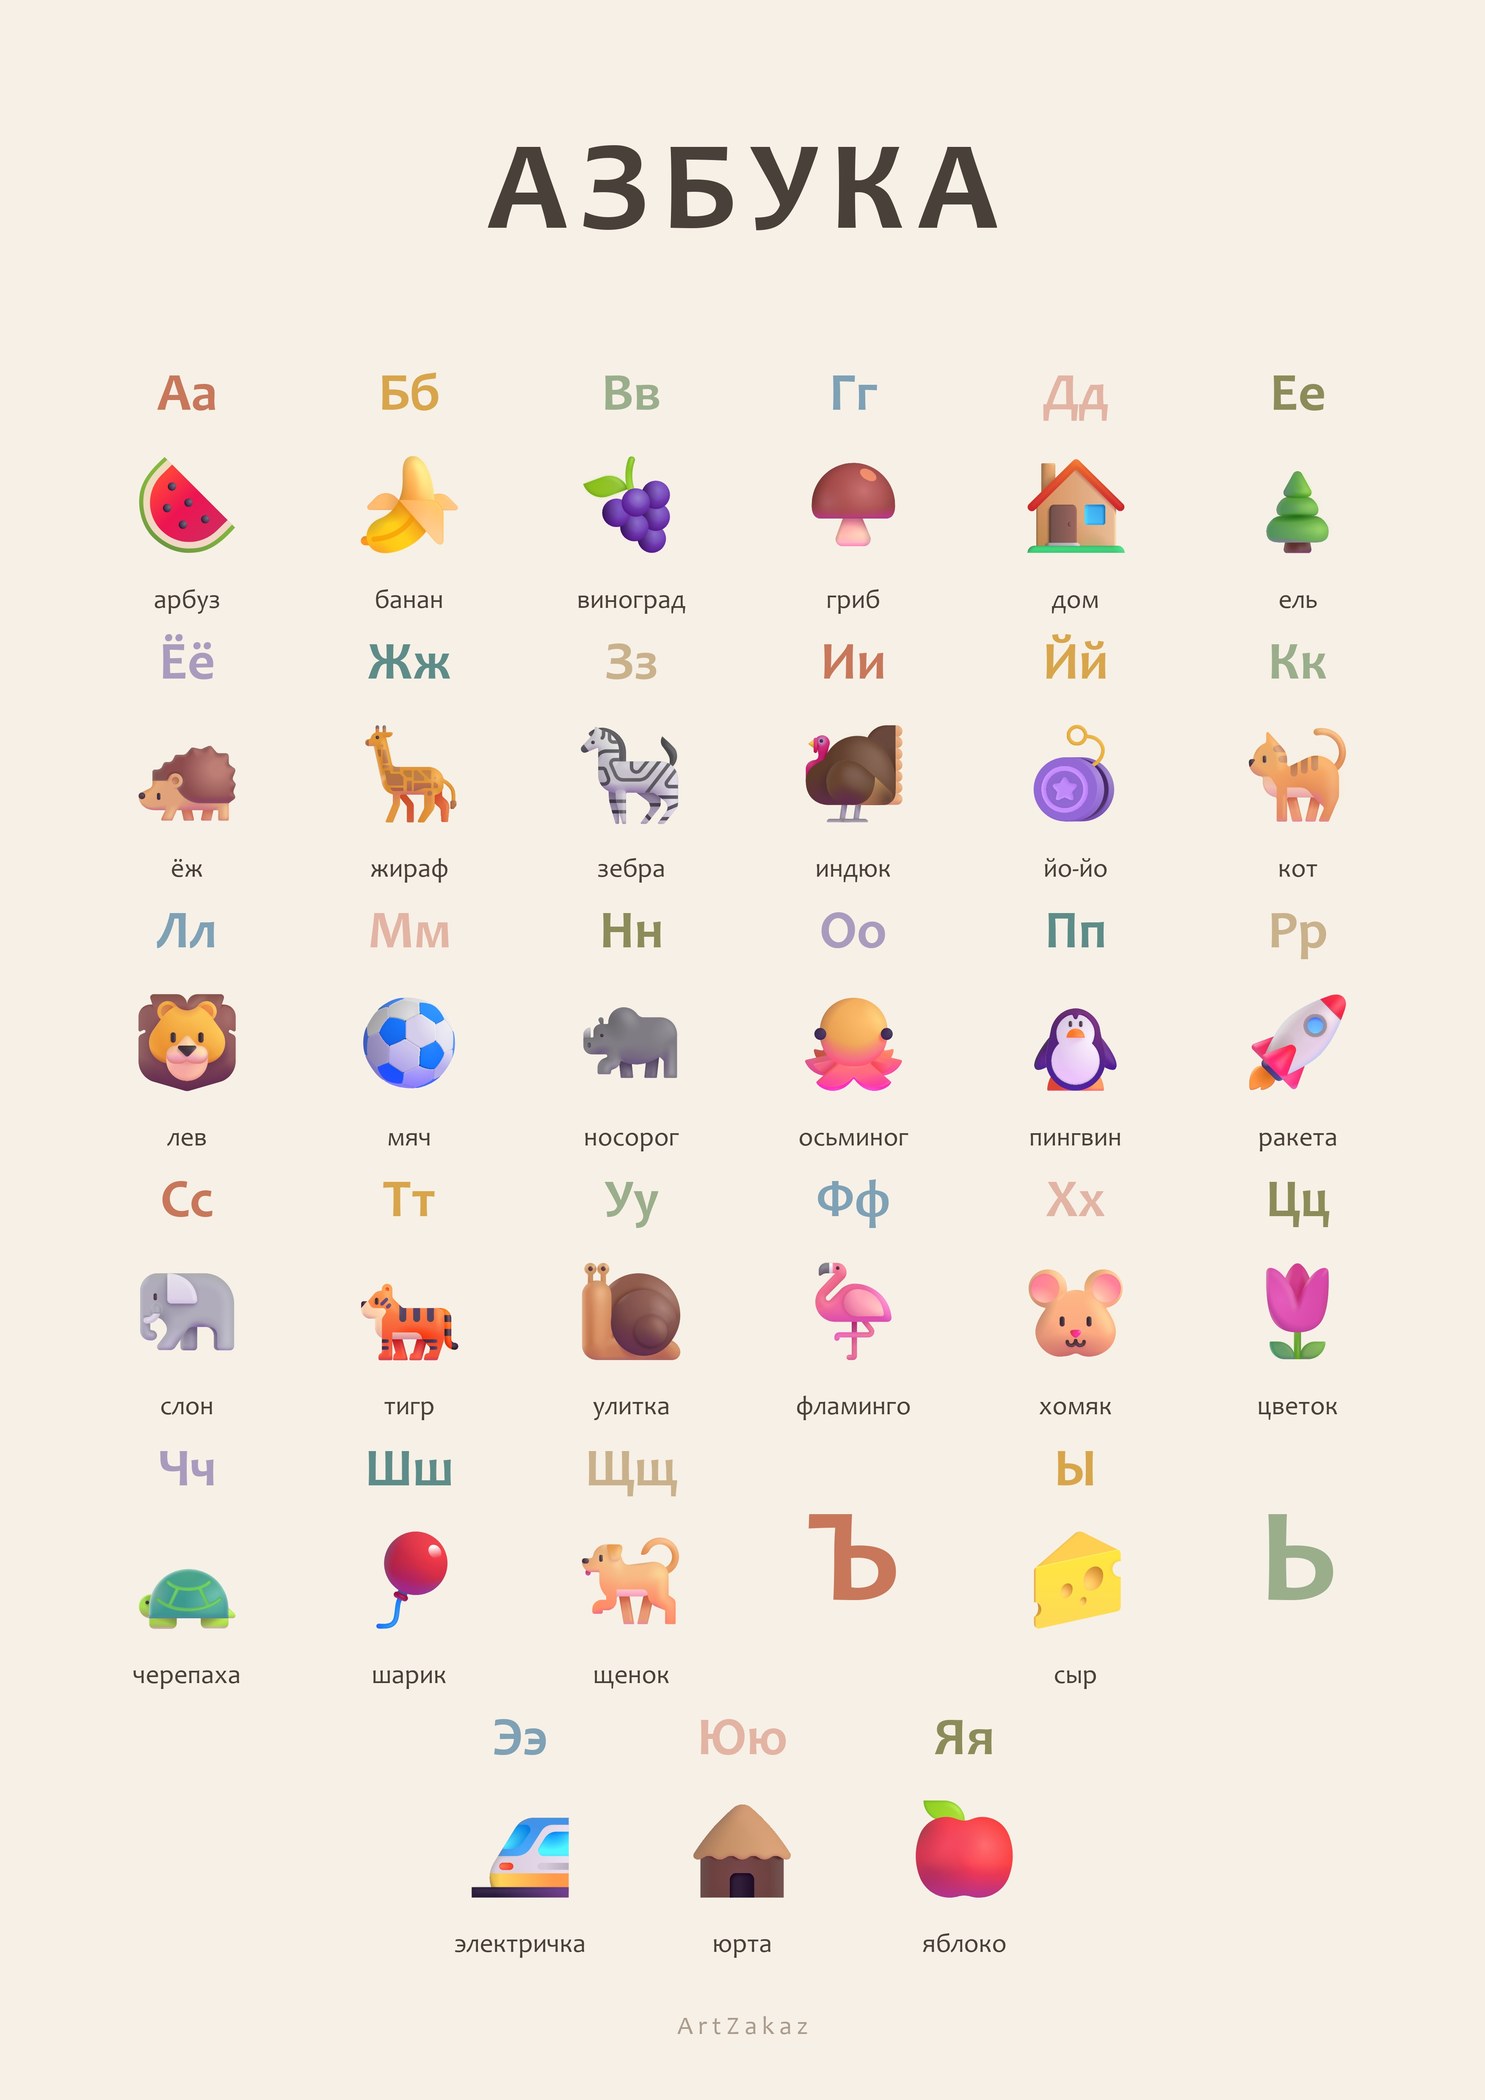 АЗБУКА
Аа Бб Вв Гг Дд Ее
арбуз банан виноград гриб дом ель
Ёё Жж Зз Ии Йй Кк
ёж жираф зебра индюк йо-йо кот
Лл Мм Нн Оо Пп Рр
лев мяч носорог осьминог пингвин ракета
Сс Тт Уу Фф Хх Цц
слон тигр улитка фламинго хомяк цветок
Чч Шш Щщ Ъ Ы Ь
черепаха шарик щенок сыр
Ээ Юю Яя
электричка юрта яблоко
ArtZakaz